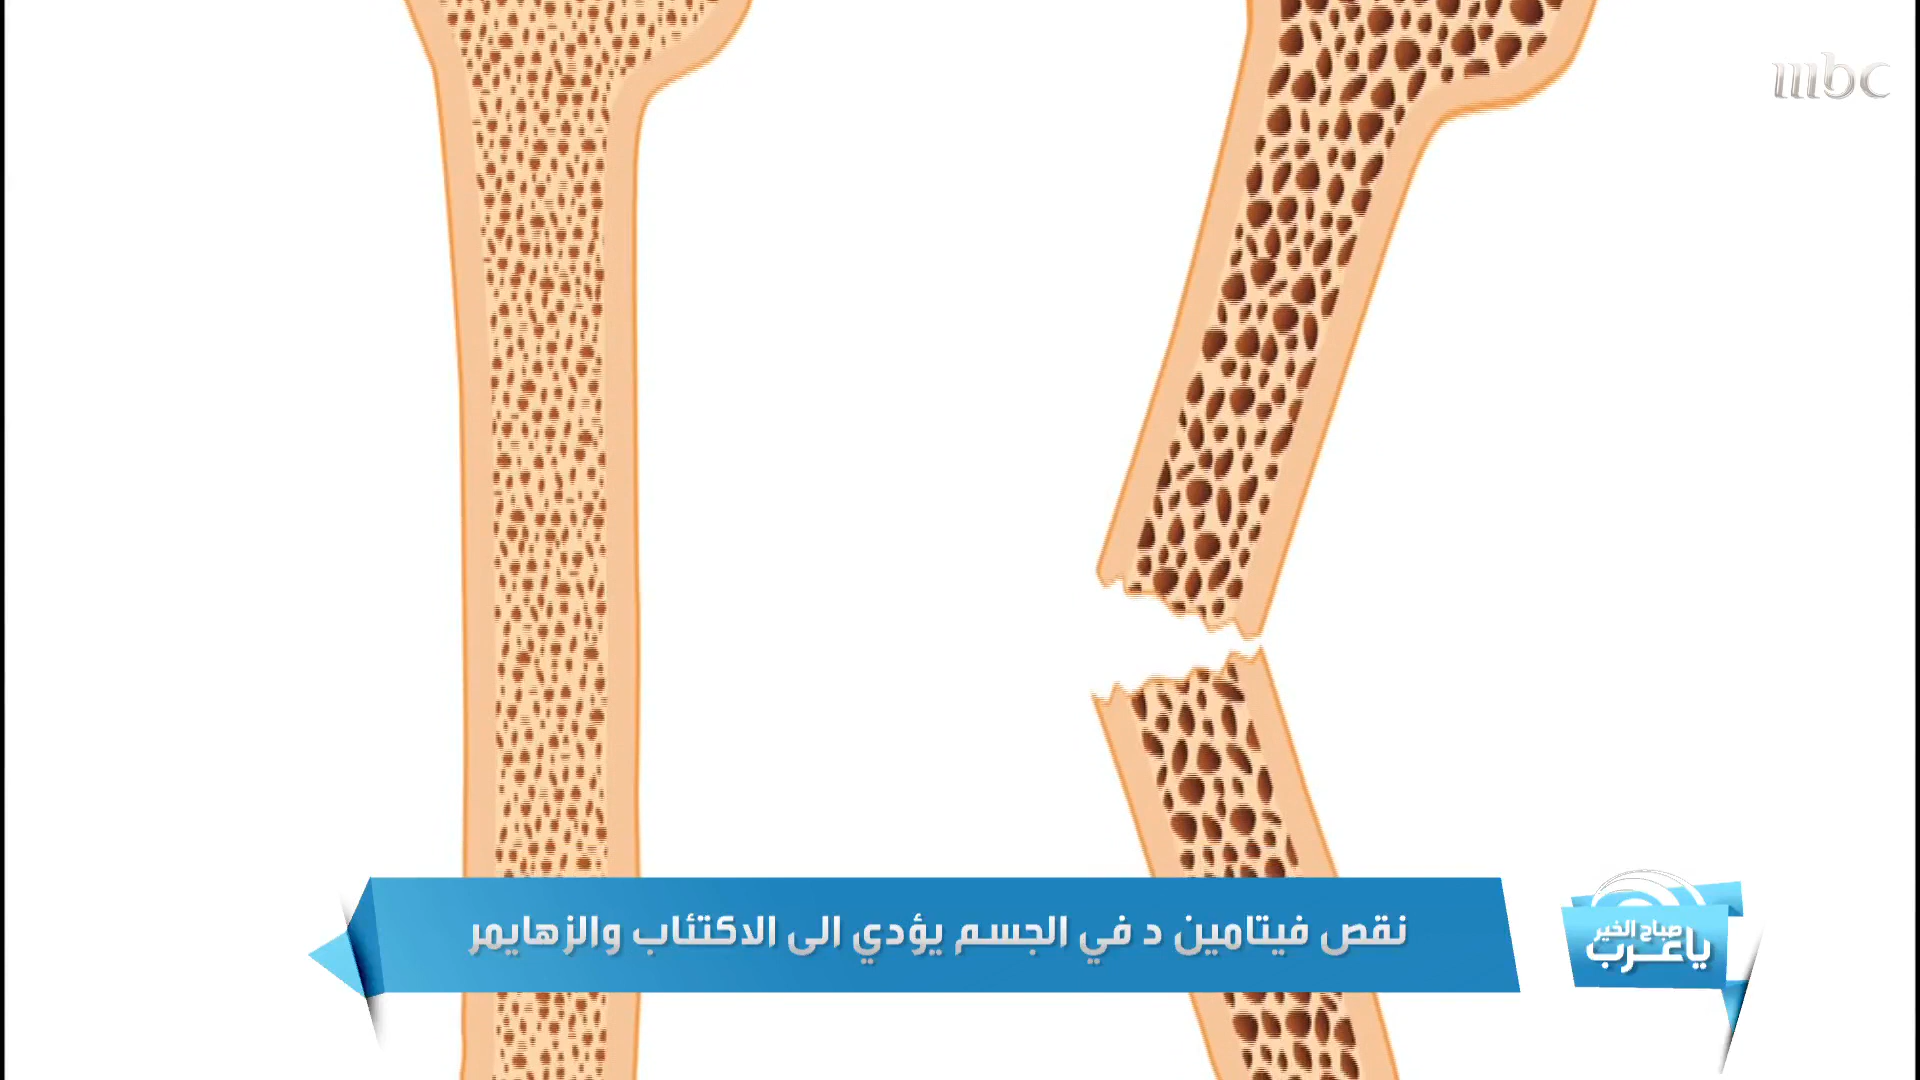 mbc
نقص فيتامين د في الجسم يؤدي الى الاكتئاب والزهايمر
صباح الخير
ياعرب